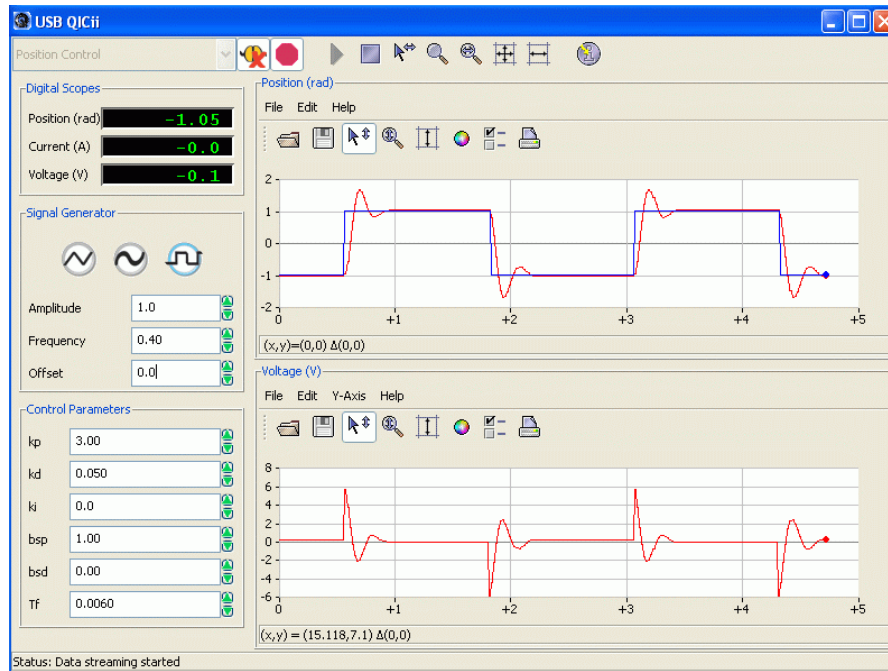 USB QICii
Position Control
Digital Scopes
Position (rad) -1.05
Current (A) -0.0
Voltage (V) -0.1
Signal Generator
Amplitude 1.0
Frequency 0.40
Offset 0.0
Control Parameters
kp 3.00
kd 0.050
ki 0.0
bsp 1.00
bsd 0.00
Tf 0.0060
Position (rad)
File Edit Help
2
1
0
-1
-2
0 +1 +2 +3 +4 +5
(x,y)=(0,0) Δ(0,0)
Voltage (V)
File Edit Y-Axis Help
8
6
4
2
0
-2
-4
-6
0 +1 +2 +3 +4 +5
(x,y) = (15.118,7.1) Δ(0,0)
Status: Data streaming started